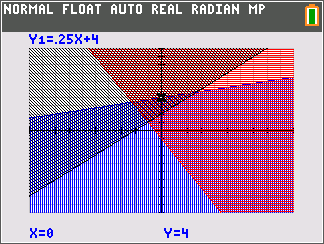 NORMAL FLOAT AUTO REAL RADIAN MP
Y1=.25X+4
X=0 Y=4